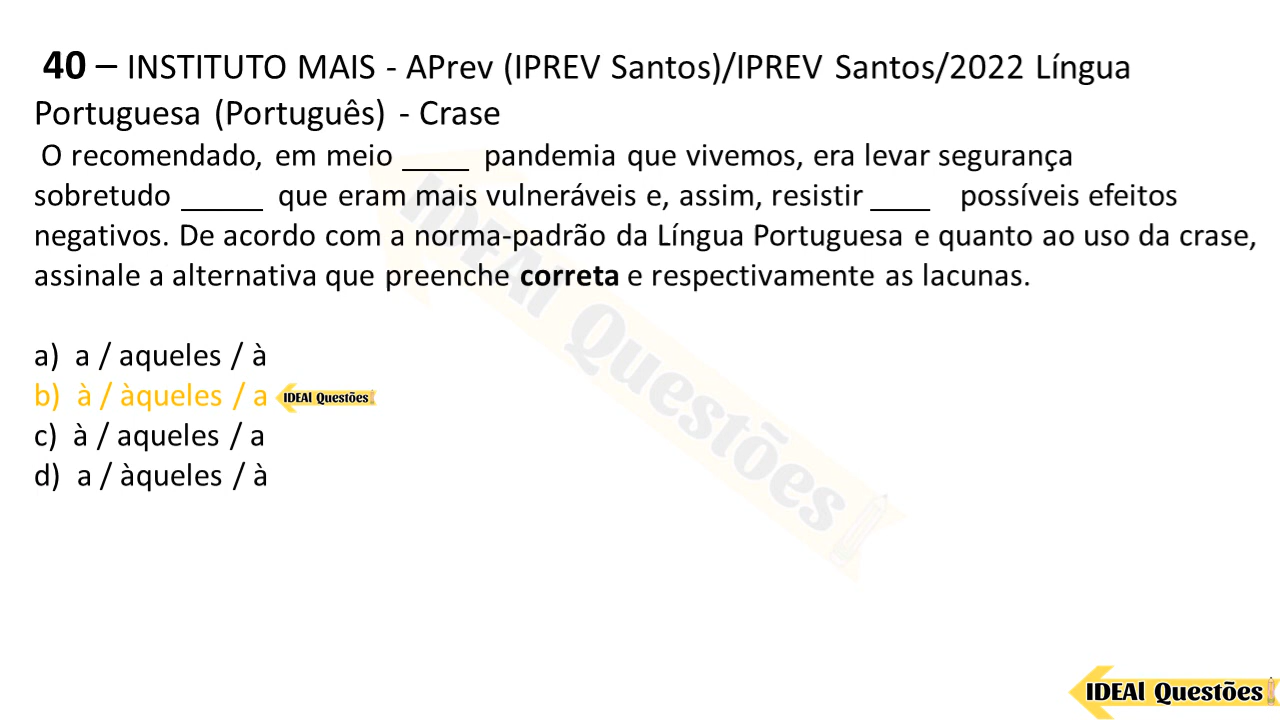 40 – INSTITUTO MAIS - APrev (IPREV Santos)/IPREV Santos/2022 Língua
Portuguesa (Português) - Crase
O recomendado, em meio ____ pandemia que vivemos, era levar segurança
sobretudo _____ que eram mais vulneráveis e, assim, resistir ____ possíveis efeitos
negativos. De acordo com a norma-padrão da Língua Portuguesa e quanto ao uso da crase,
assinale a alternativa que preenche correta e respectivamente as lacunas.
a) a / aqueles / à
b) à / àqueles / a IDEAl Questões
c) à / aqueles / a
d) a / àqueles / à
IDEAl Questões
IDEAl Questões